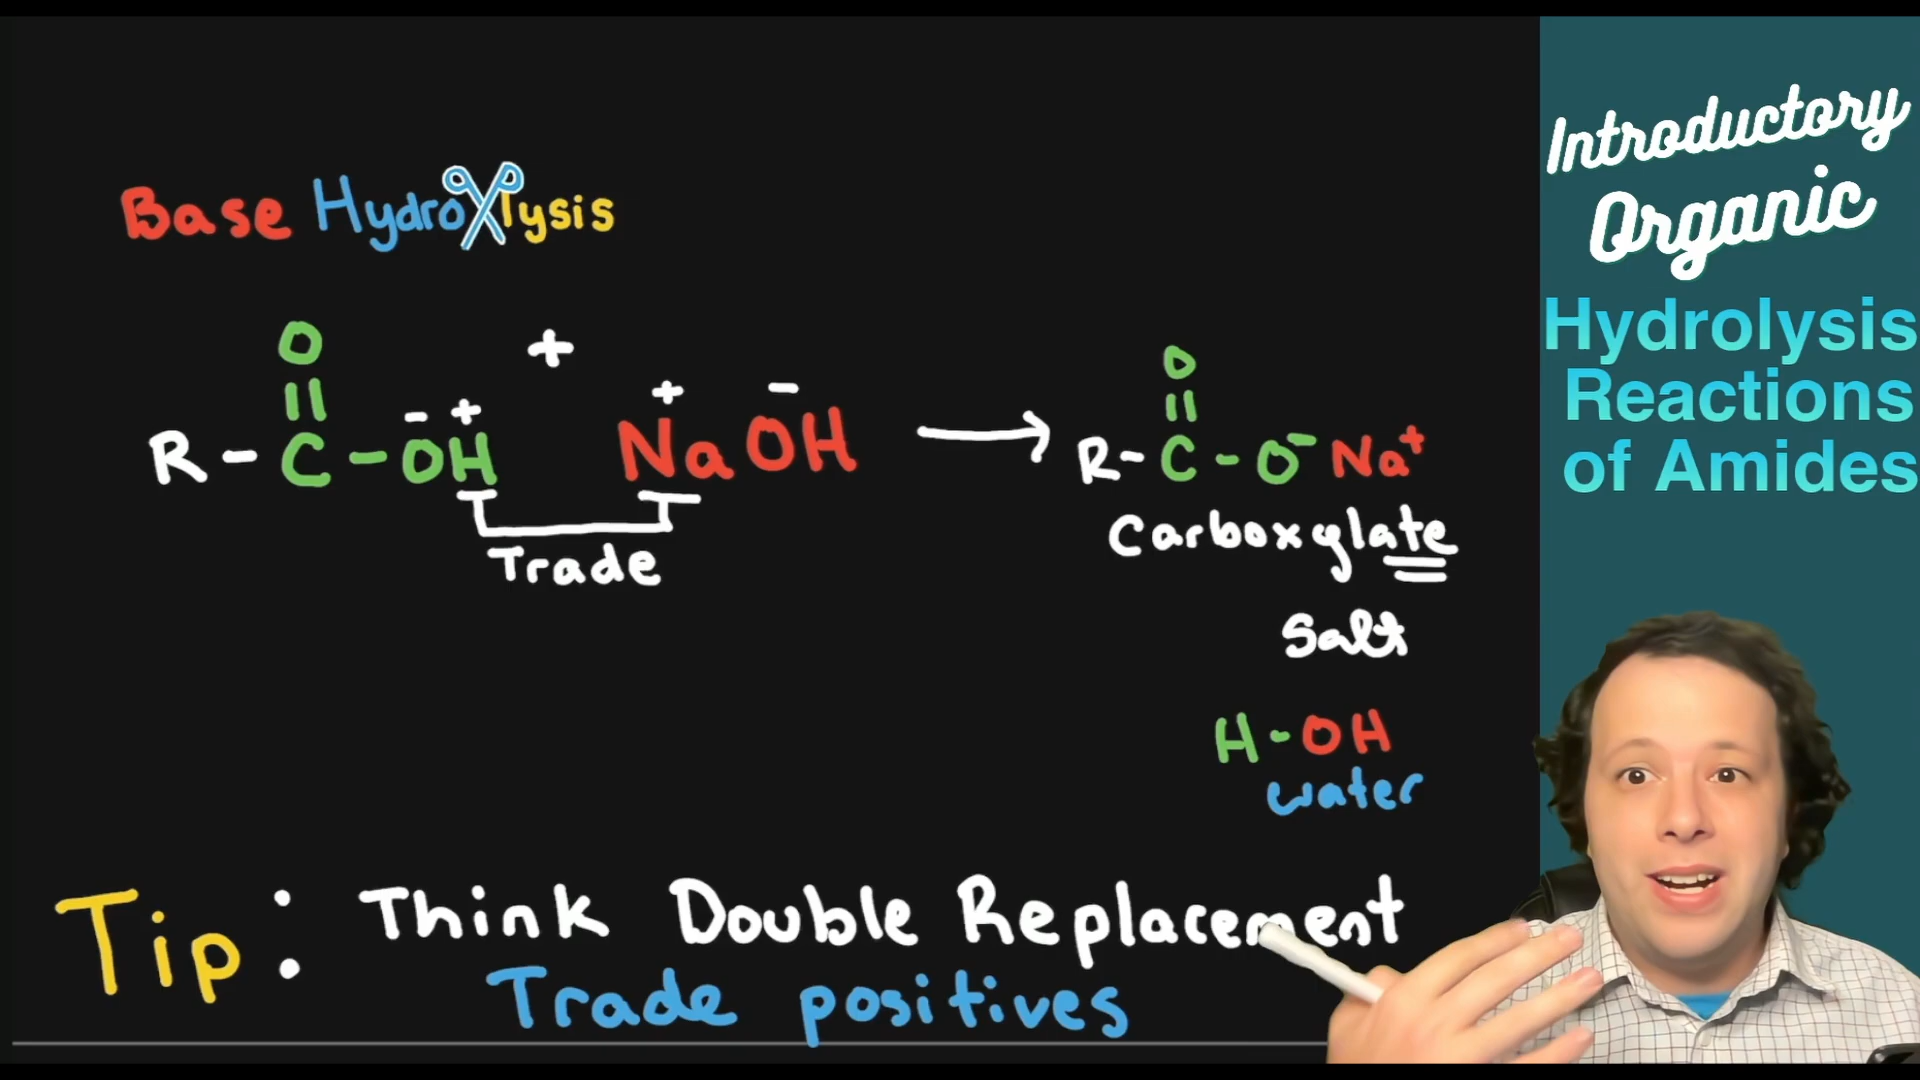 Base Hydrolysis
O
||
R - C - OH + NaOH → R - C - O⁻ Na⁺
- +
+ -
O
||
Trade
Carboxylate
Salt
H - OH
water
Tip: Think Double Replacement
Trade positives
Introductory
Organic
Hydrolysis
Reactions
of Amides